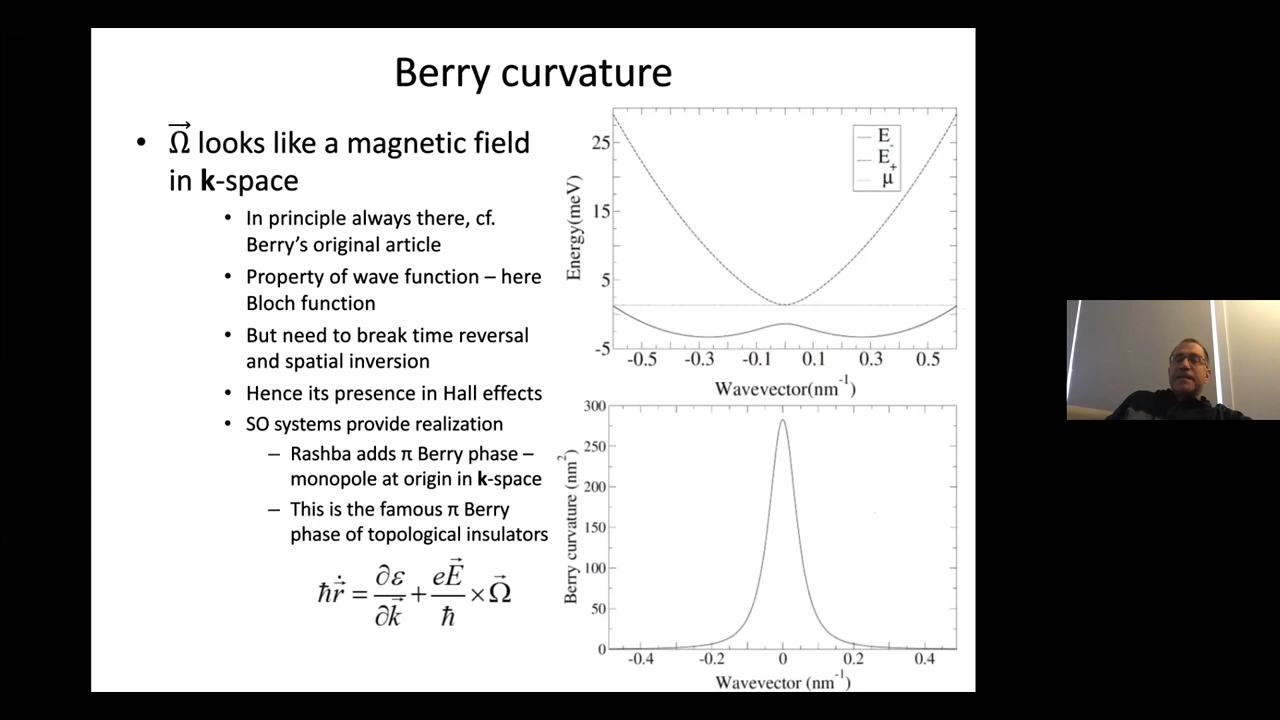 Berry curvature
• Ω⃗ looks like a magnetic field
in k-space
• In principle always there, cf.
Berry’s original article
• Property of wave function – here
Bloch function
• But need to break time reversal
and spatial inversion
• Hence its presence in Hall effects
• SO systems provide realization
– Rashba adds π Berry phase –
monopole at origin in k-space
– This is the famous π Berry
phase of topological insulators
ħṙ⃗ = ∂ε/∂k⃗ + eE⃗/ħ × Ω⃗
Energy(meV)
25
15
5
-5
E-
E+
μ
-0.5 -0.3 -0.1 0.1 0.3 0.5
Wavevector(nm-1)
Berry curvature (nm2)
300
250
200
150
100
50
0
-0.4 -0.2 0 0.2 0.4
Wavevector (nm-1)